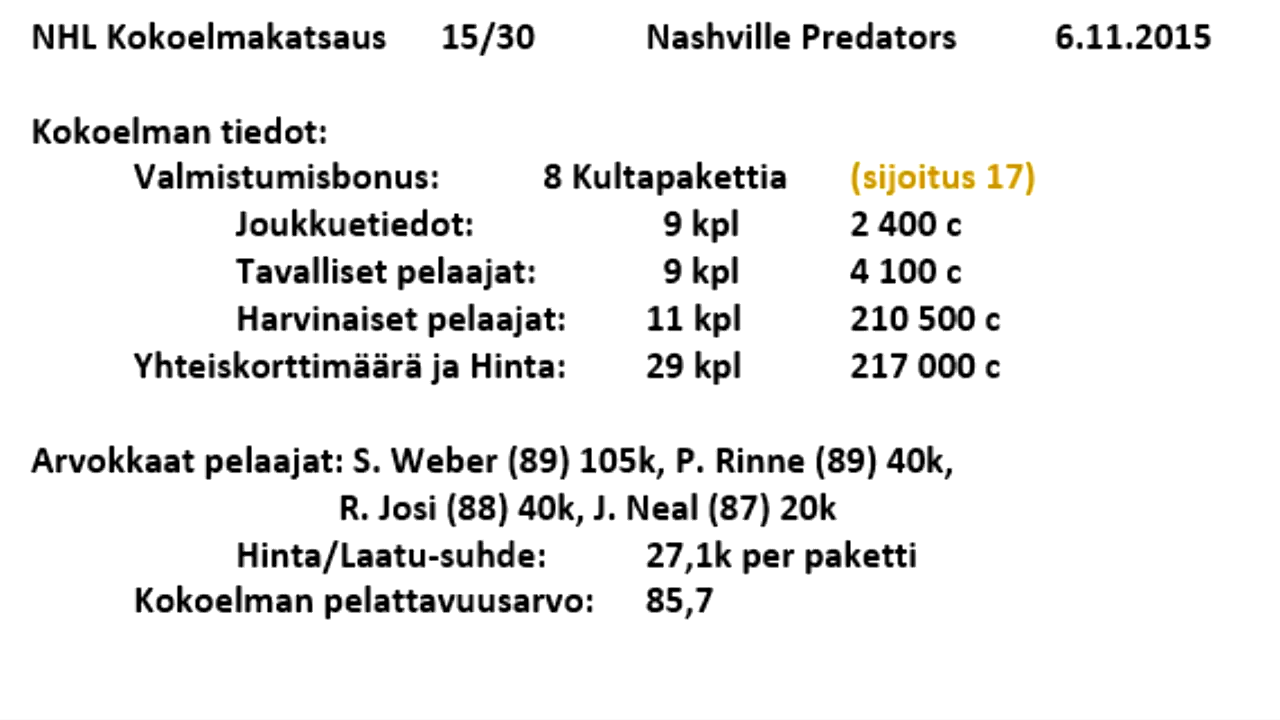 NHL Kokoelmakatsaus 15/30 Nashville Predators 6.11.2015
Kokoelman tiedot:
Valmistumisbonus: 8 Kultapakettia (sijoitus 17)
Joukkuetiedot: 9 kpl 2 400 c
Tavalliset pelaajat: 9 kpl 4 100 c
Harvinaiset pelaajat: 11 kpl 210 500 c
Yhteiskorttimäärä ja Hinta: 29 kpl 217 000 c
Arvokkaat pelaajat: S. Weber (89) 105k, P. Rinne (89) 40k,
R. Josi (88) 40k, J. Neal (87) 20k
Hinta/Laatu-suhde: 27,1k per paketti
Kokoelman pelattavuusarvo: 85,7